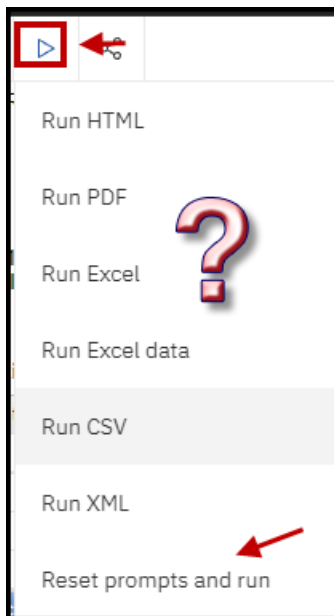 Run HTML
Run PDF
?
Run Excel
Run Excel data
Run CSV
Run XML
Reset prompts and run